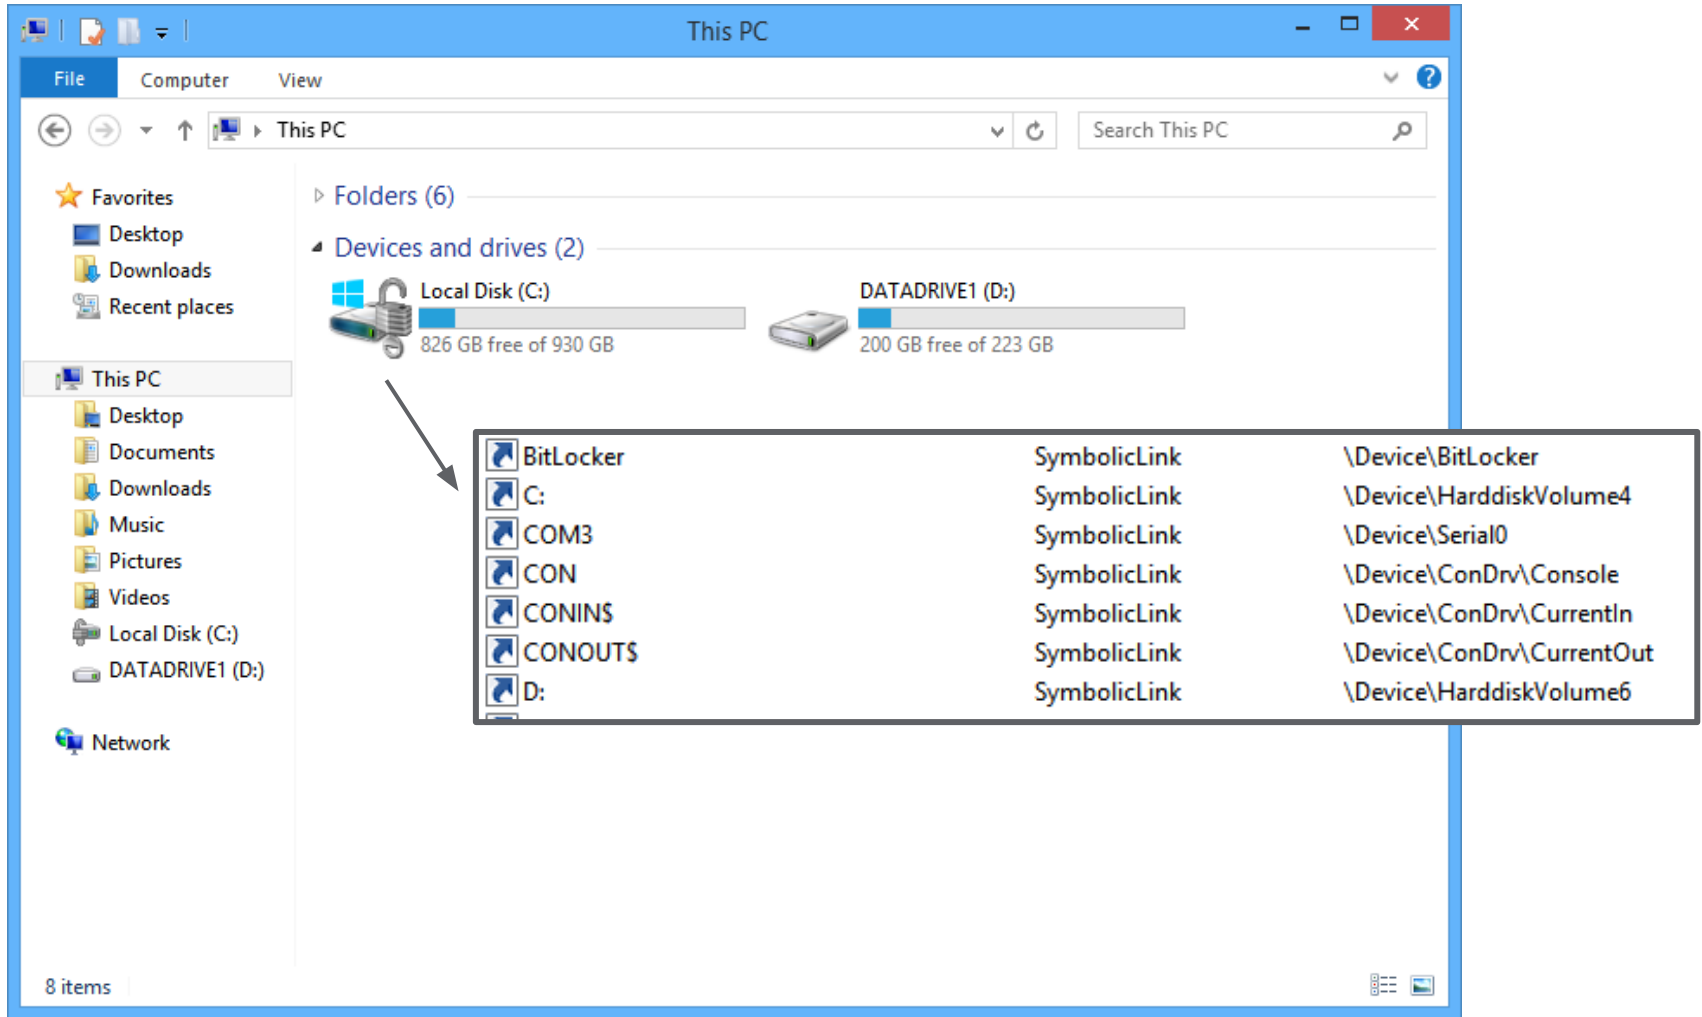 This PC
File Computer View
This PC
Search This PC
Favorites
Desktop
Downloads
Recent places
This PC
Desktop
Documents
Downloads
Music
Pictures
Videos
Local Disk (C:)
DATADRIVE1 (D:)
Network
Folders (6)
Devices and drives (2)
Local Disk (C:)
826 GB free of 930 GB
DATADRIVE1 (D:)
200 GB free of 223 GB
BitLocker SymbolicLink \Device\BitLocker
C: SymbolicLink \Device\HarddiskVolume4
COM3 SymbolicLink \Device\Serial0
CON SymbolicLink \Device\ConDrv\Console
CONIN$ SymbolicLink \Device\ConDrv\CurrentIn
CONOUT$ SymbolicLink \Device\ConDrv\CurrentOut
D: SymbolicLink \Device\HarddiskVolume6
8 items